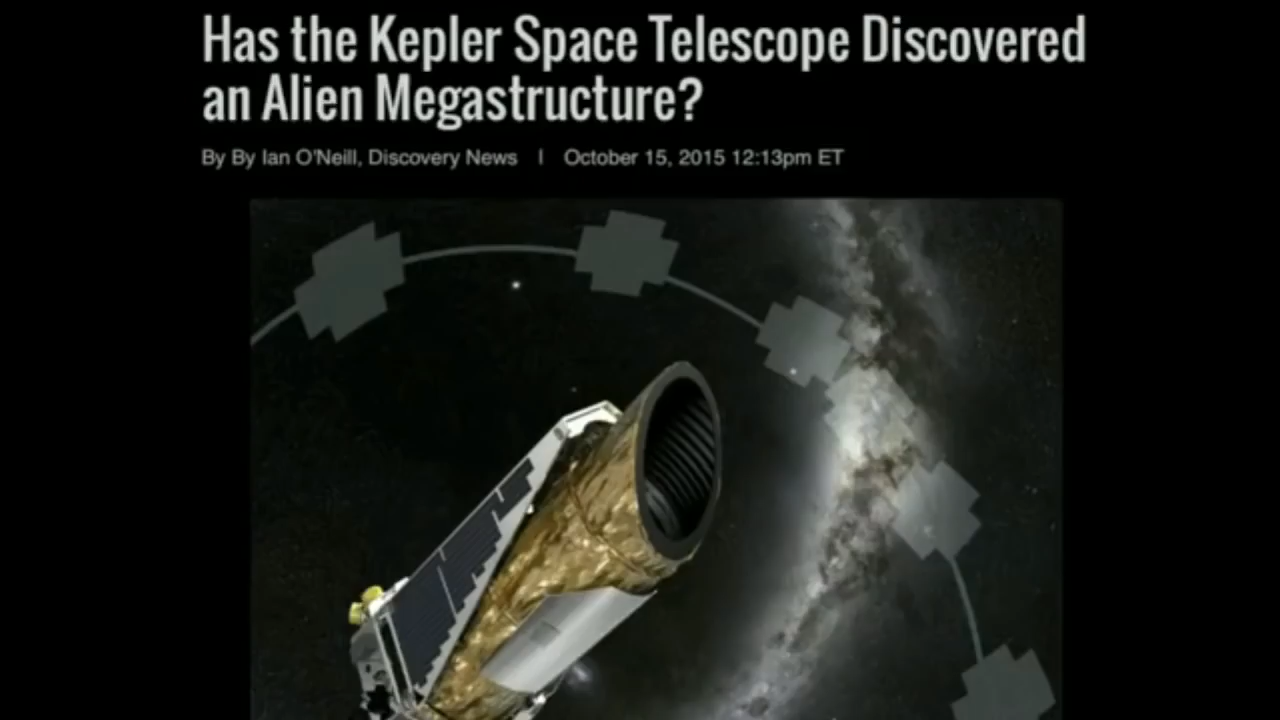 Has the Kepler Space Telescope Discovered
an Alien Megastructure?
By By Ian O'Neill, Discovery News | October 15, 2015 12:13pm ET